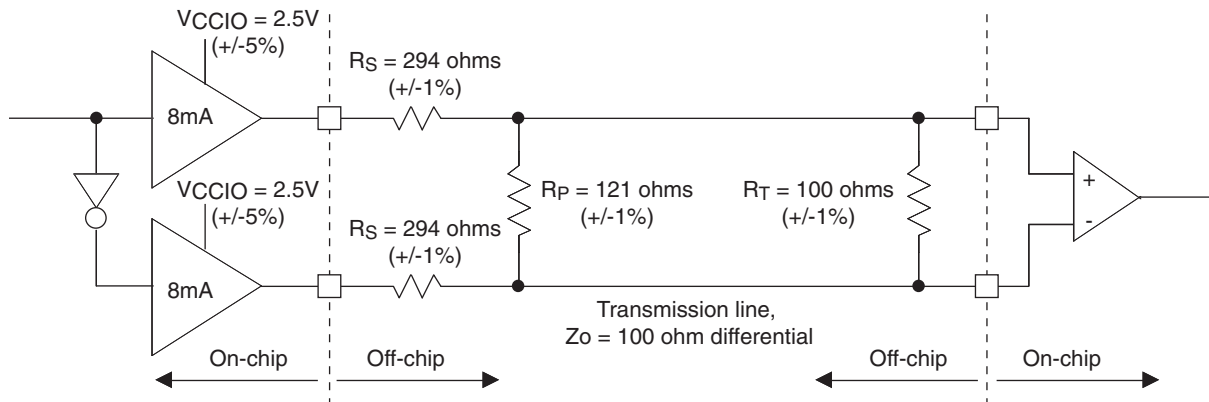 VCCIO = 2.5V
(+/-5%)
8mA
RS = 294 ohms
(+/-1%)
VCCIO = 2.5V
(+/-5%)
8mA
RS = 294 ohms
(+/-1%)
RP = 121 ohms
(+/-1%)
RT = 100 ohms
(+/-1%)
+
-
Transmission line,
Zo = 100 ohm differential
On-chip
Off-chip
Off-chip
On-chip